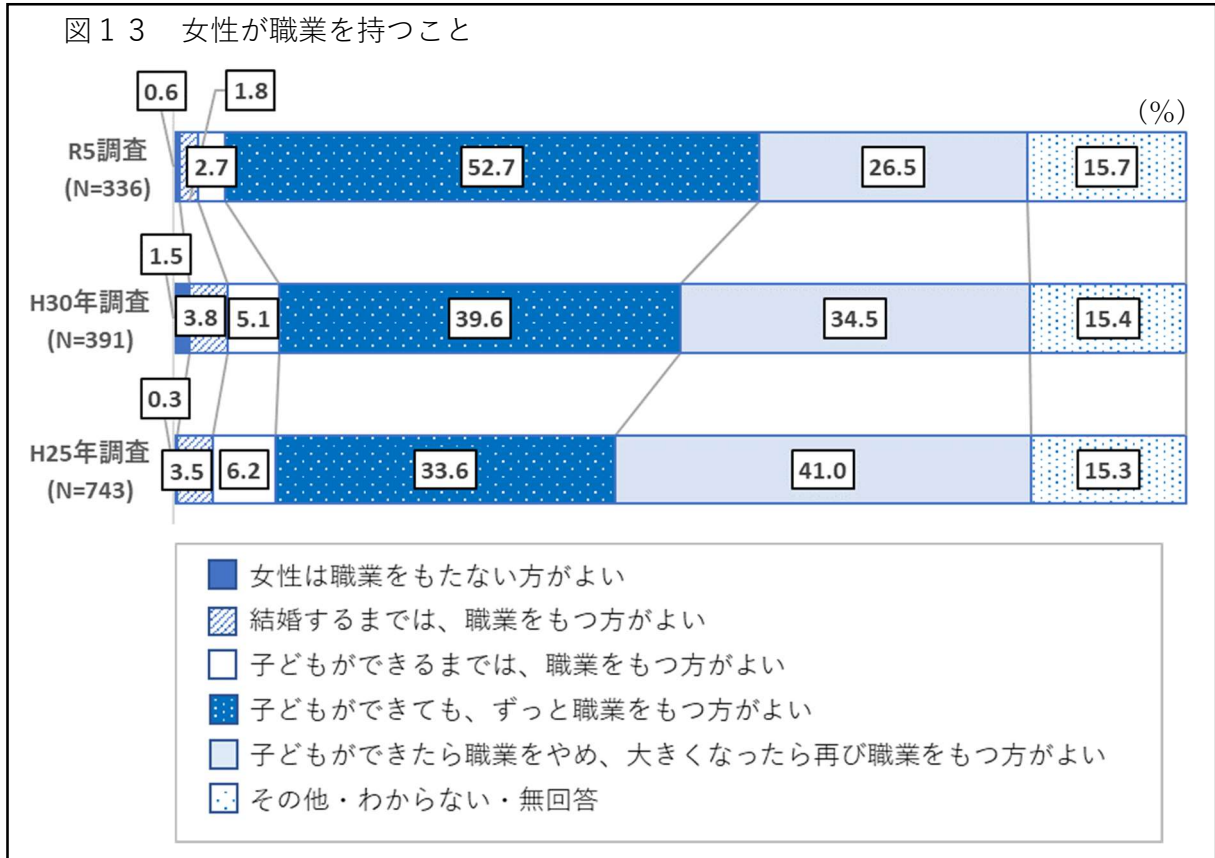 図13 女性が職業を持つこと
(%)
0.6
1.8
R5調査
(N=336)
2.7
52.7
26.5
15.7
1.5
H30年調査
(N=391)
3.8
5.1
39.6
34.5
15.4
0.3
H25年調査
(N=743)
3.5
6.2
33.6
41.0
15.3
女性は職業をもたない方がよい
結婚するまでは、職業をもつ方がよい
子どもができるまでは、職業をもつ方がよい
子どもができても、ずっと職業をもつ方がよい
子どもができたら職業をやめ、大きくなったら再び職業をもつ方がよい
その他・わからない・無回答